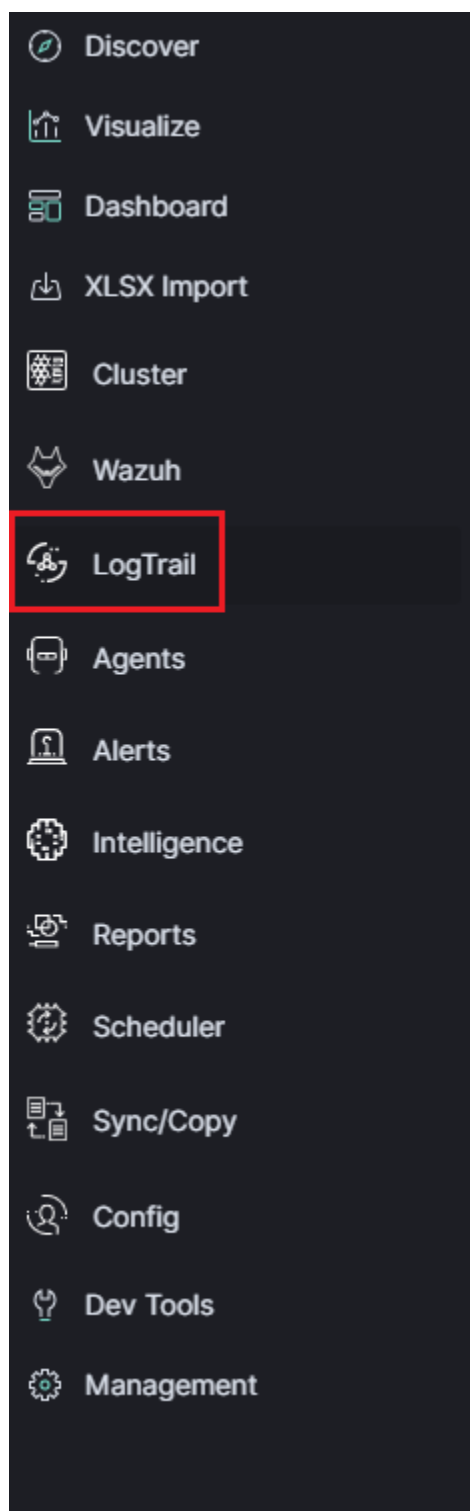 Discover
Visualize
Dashboard
XLSX Import
Cluster
Wazuh
LogTrail
Agents
Alerts
Intelligence
Reports
Scheduler
Sync/Copy
Config
Dev Tools
Management